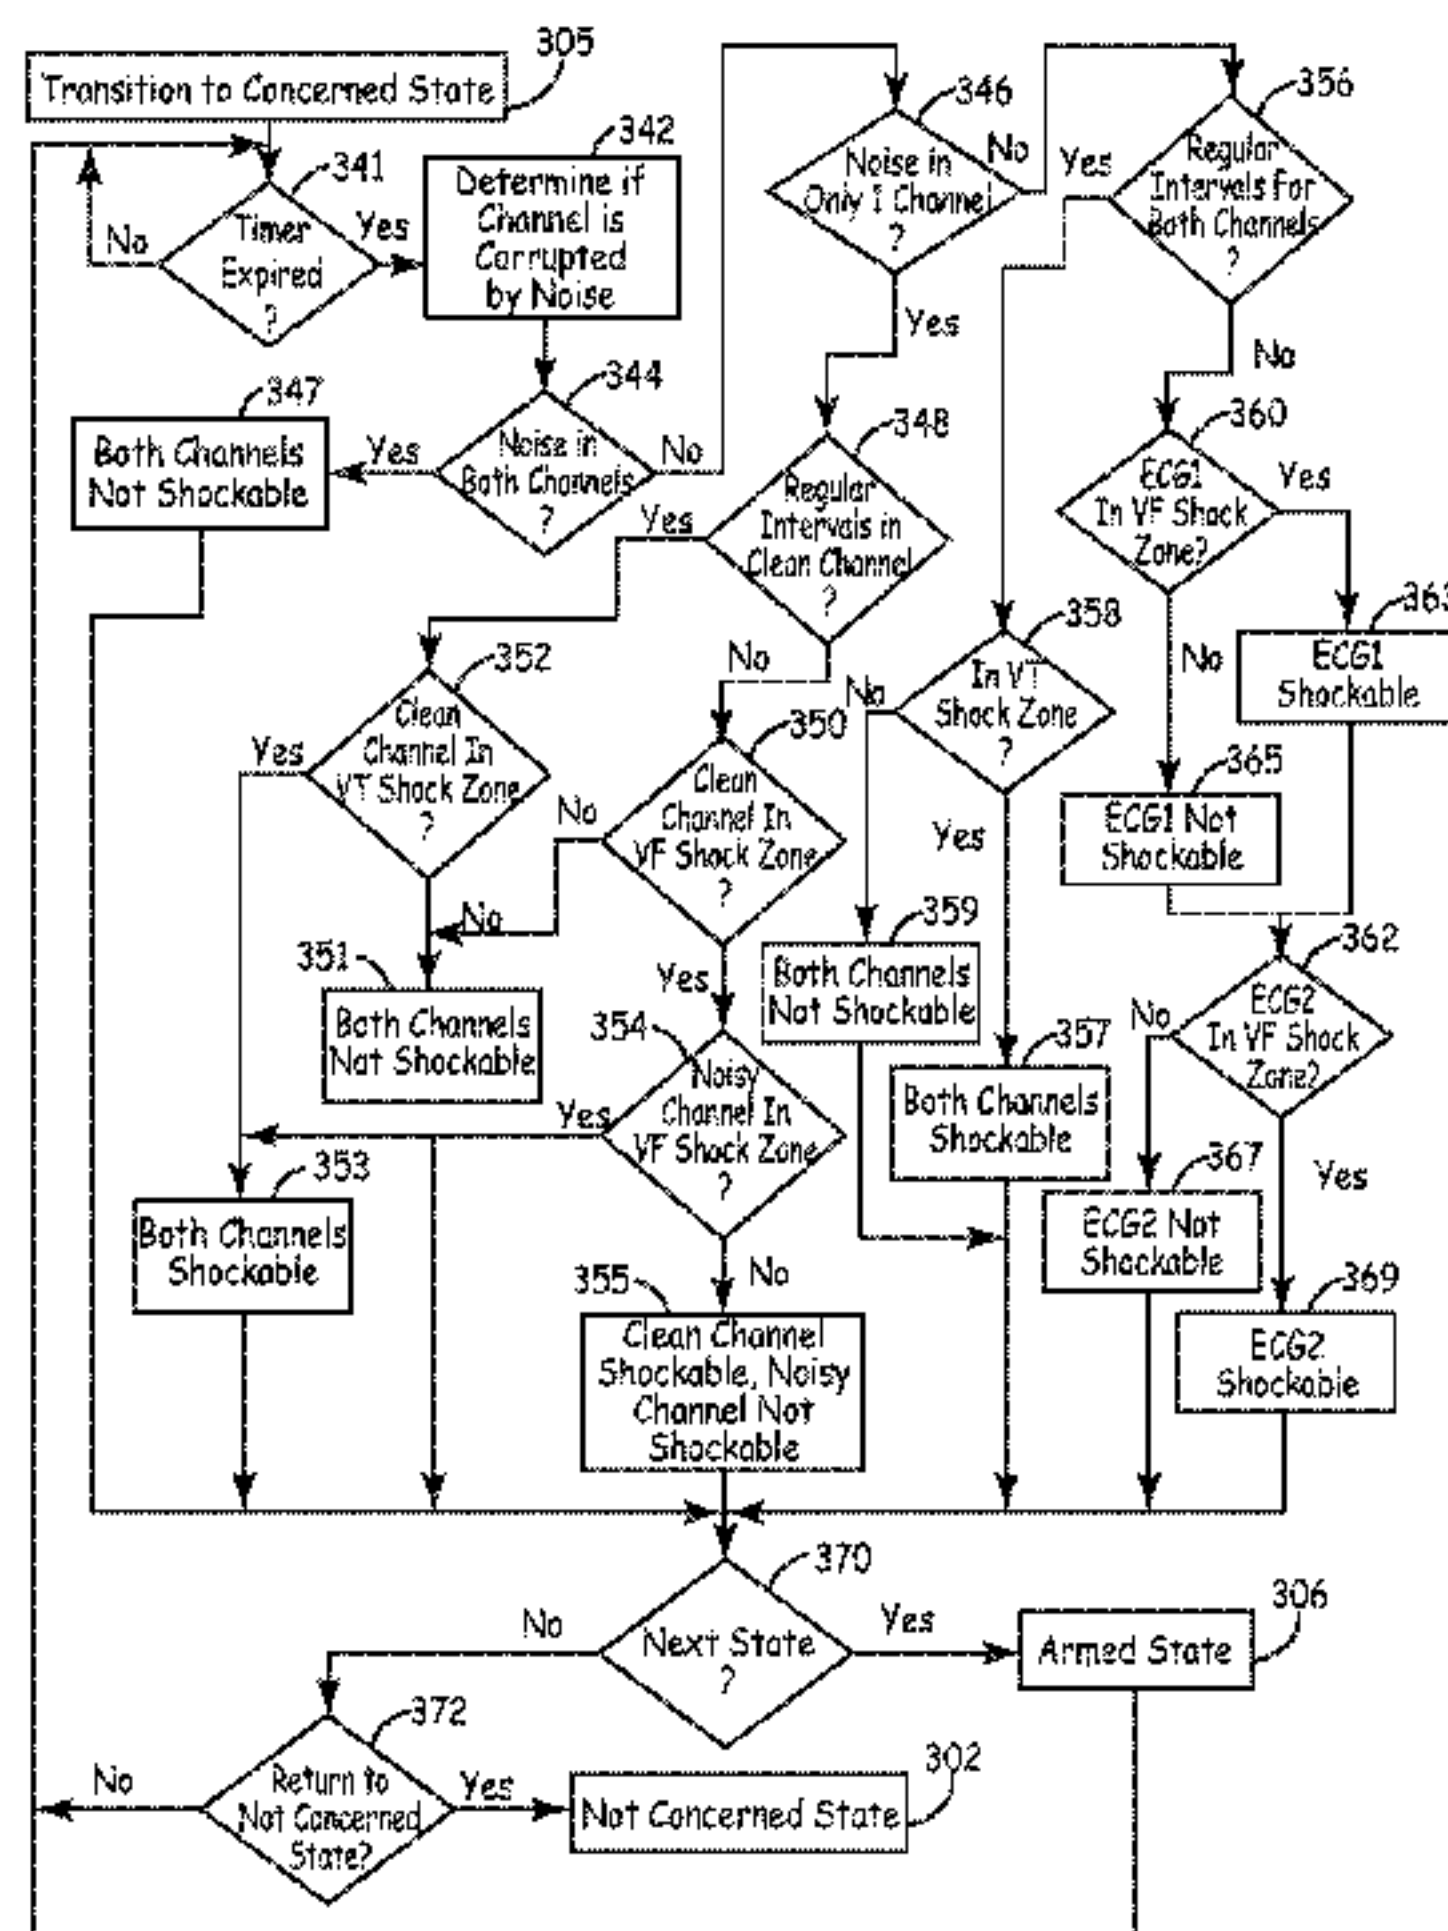 305
Transition to Concerned State
341
Timer
Expired
?
No
Yes
342
Determine if
Channel is
Corrupted
by Noise
344
Noise in
Both Channels
?
Yes
No
347
Both Channels
Not Shockable
346
Noise in
Only 1 Channel
?
No
Yes
356
Regular
Intervals For
Both Channels
?
Yes
No
348
Regular
Intervals in
Clean Channel
?
Yes
No
360
ECG1
In VF Shock
Zone?
Yes
No
363
ECG1
Shockable
365
ECG1 Not
Shockable
352
Clean
Channel In
VT Shock Zone
?
Yes
No
350
Clean
Channel In
VF Shock Zone
?
No
Yes
358
In VT
Shock Zone
?
No
Yes
351
Both Channels
Not Shockable
359
Both Channels
Not Shockable
362
ECG2
In VF Shock
Zone?
No
Yes
354
Noisy
Channel In
VF Shock Zone
?
Yes
No
357
Both Channels
Shockable
353
Both Channels
Shockable
367
ECG2 Not
Shockable
369
ECG2
Shockable
355
Clean Channel
Shockable, Noisy
Channel Not
Shockable
370
Next State
?
No
Yes
306
Armed State
372
Return to
Not Concerned
State?
No
Yes
302
Not Concerned State